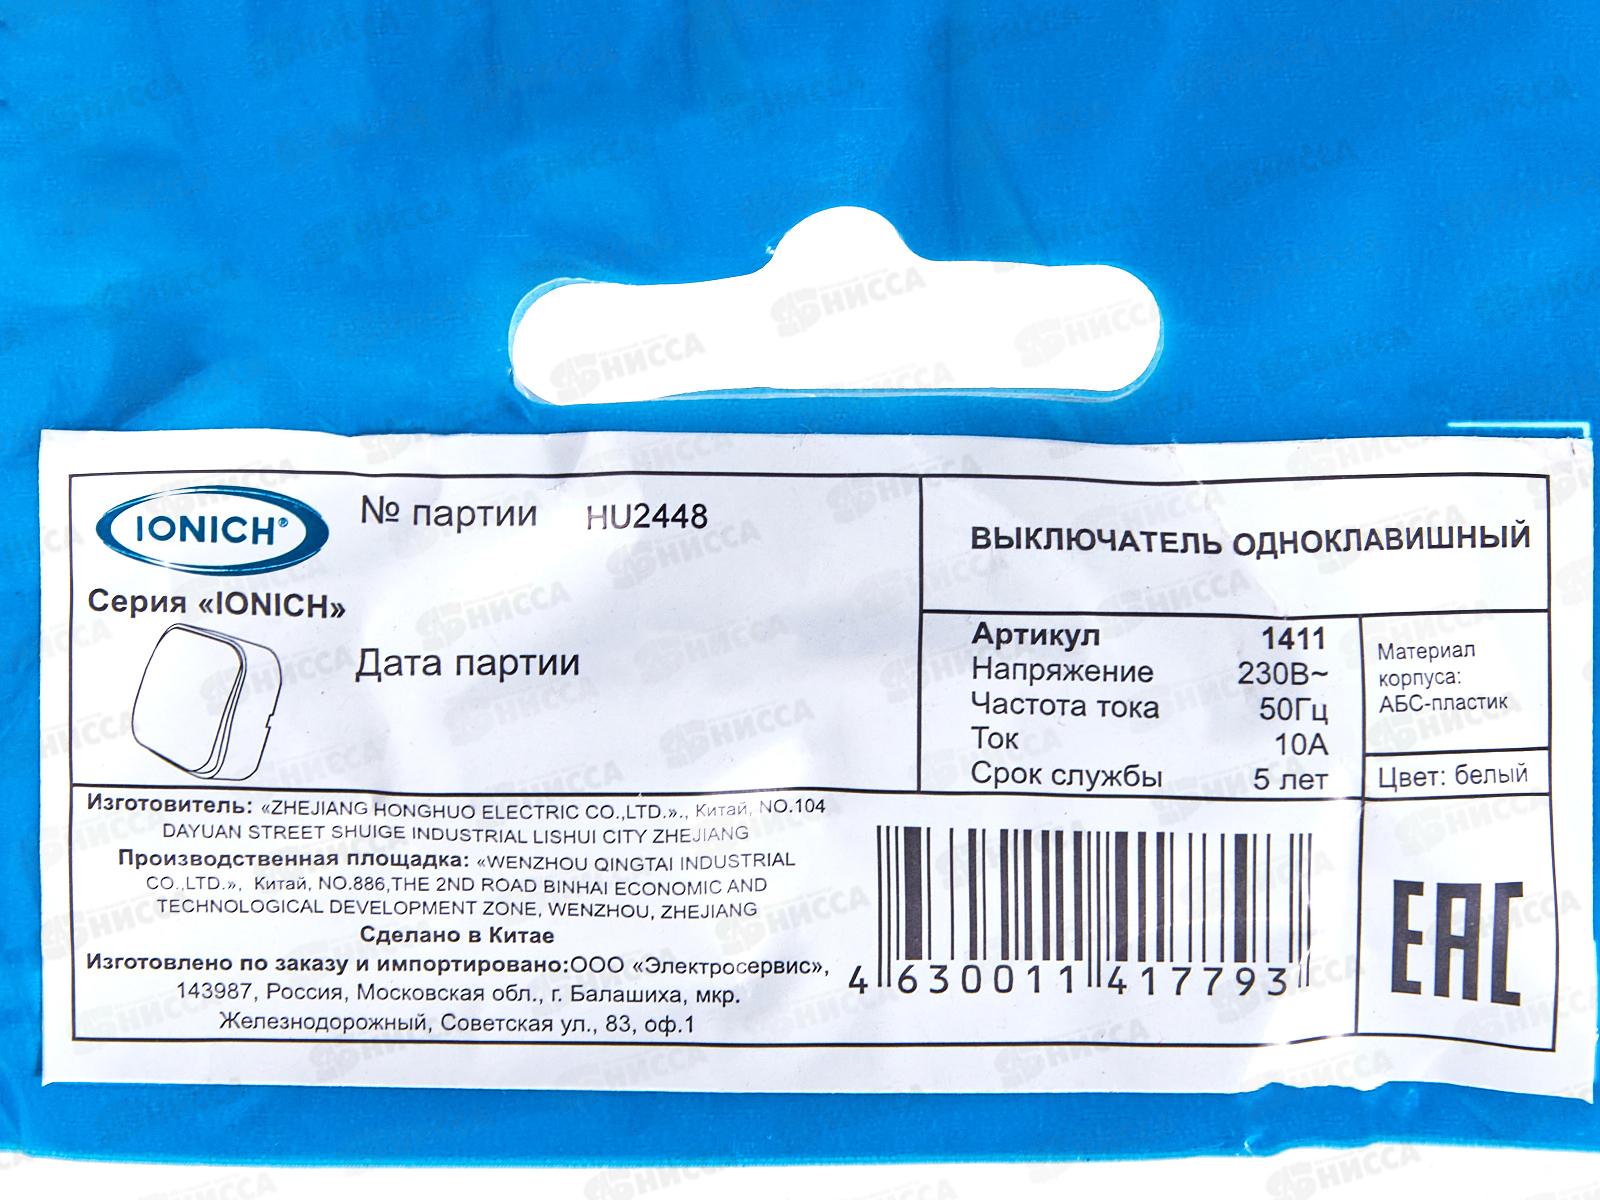 IONICH®
№ партии HU2448
Серия «IONICH»
Дата партии
ВЫКЛЮЧАТЕЛЬ ОДНОКЛАВИШНЫЙ
Артикул 1411
Напряжение 230В~
Частота тока 50Гц
Ток 10А
Срок службы 5 лет
Материал
корпуса:
АБС-пластик
Цвет: белый
Изготовитель: «ZHEJIANG HONGHUO ELECTRIC CO.,LTD.»., Китай, NO.104
DAYUAN STREET SHUIGE INDUSTRIAL LISHUI CITY ZHEJIANG
Производственная площадка: «WENZHOU QINGTAI INDUSTRIAL
CO.,LTD.», Китай, NO.886,THE 2ND ROAD BINHAI ECONOMIC AND
TECHNOLOGICAL DEVELOPMENT ZONE, WENZHOU, ZHEJIANG
Сделано в Китае
Изготовлено по заказу и импортировано:ООО «Электросервис»,
143987, Россия, Московская обл., г. Балашиха, мкр.
Железнодорожный, Советская ул., 83, оф.1
4 630011 417793
EAC
НИССА